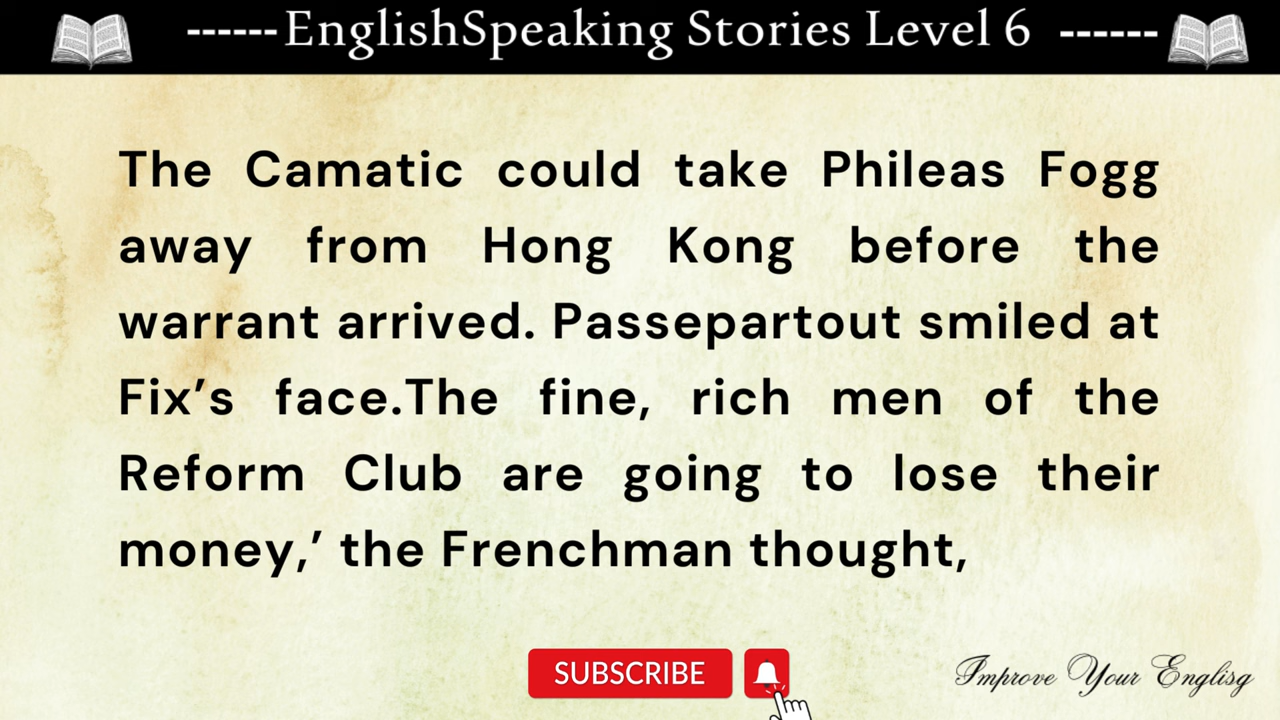 ------EnglishSpeaking Stories Level 6 ------
The Camatic could take Phileas Fogg
away from Hong Kong before the
warrant arrived. Passepartout smiled at
Fix’s face.The fine, rich men of the
Reform Club are going to lose their
money,’ the Frenchman thought,
SUBSCRIBE
Improve Your Englisg